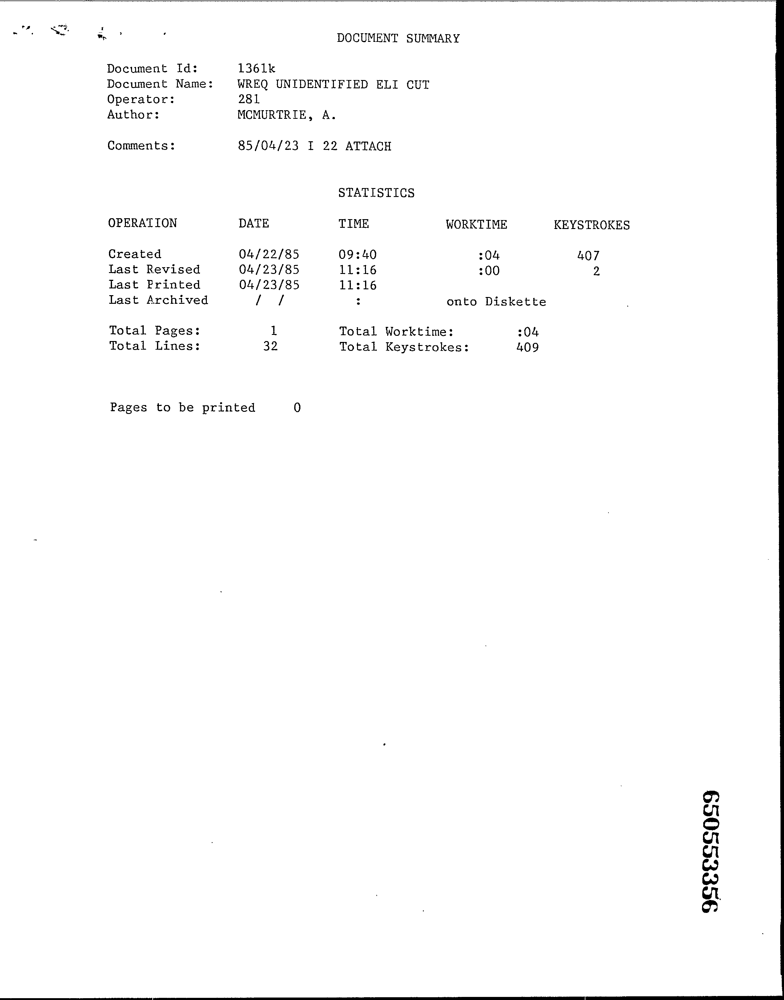 DOCUMENT SUMMARY
Document Id: 1361k
Document Name: WREQ UNIDENTIFIED ELI CUT
Operator: 281
Author: MCMURTRIE, A.
Comments: 85/04/23 I 22 ATTACH
STATISTICS
OPERATION DATE TIME WORKTIME KEYSTROKES
Created 04/22/85 09:40 :04 407
Last Revised 04/23/85 11:16 :00 2
Last Printed 04/23/85 11:16
Last Archived / / : onto Diskette
Total Pages: 1 Total Worktime: :04
Total Lines: 32 Total Keystrokes: 409
Pages to be printed 0
650553356